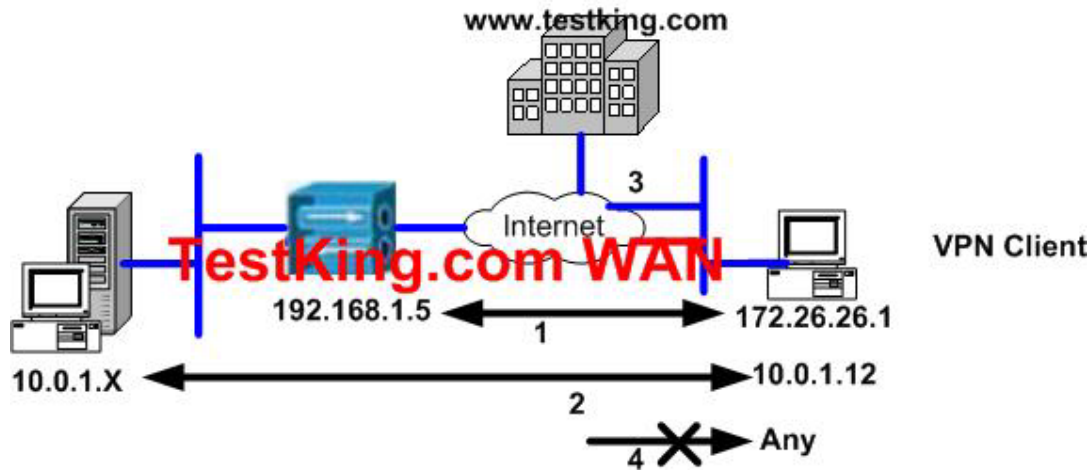 www.testking.com
3
Internet
VPN Client
TestKing.com WAN
192.168.1.5
1
172.26.26.1
10.0.1.X
2
10.0.1.12
4
Any